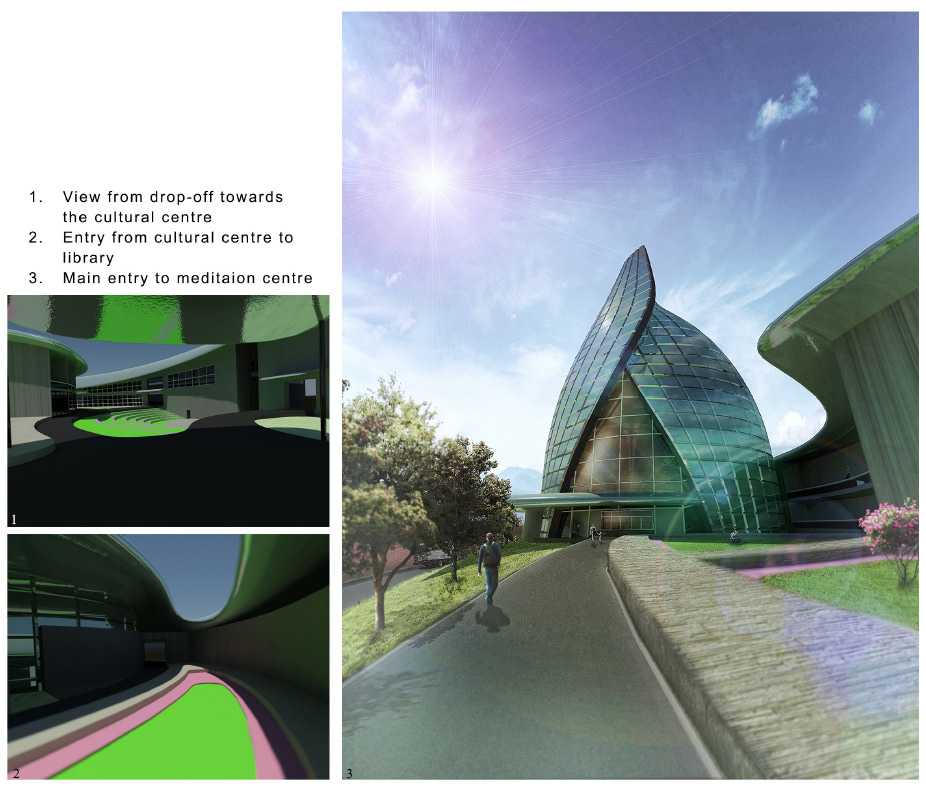 1. View from drop-off towards
the cultural centre
2. Entry from cultural centre to
library
3. Main entry to meditaion centre
1
2
3